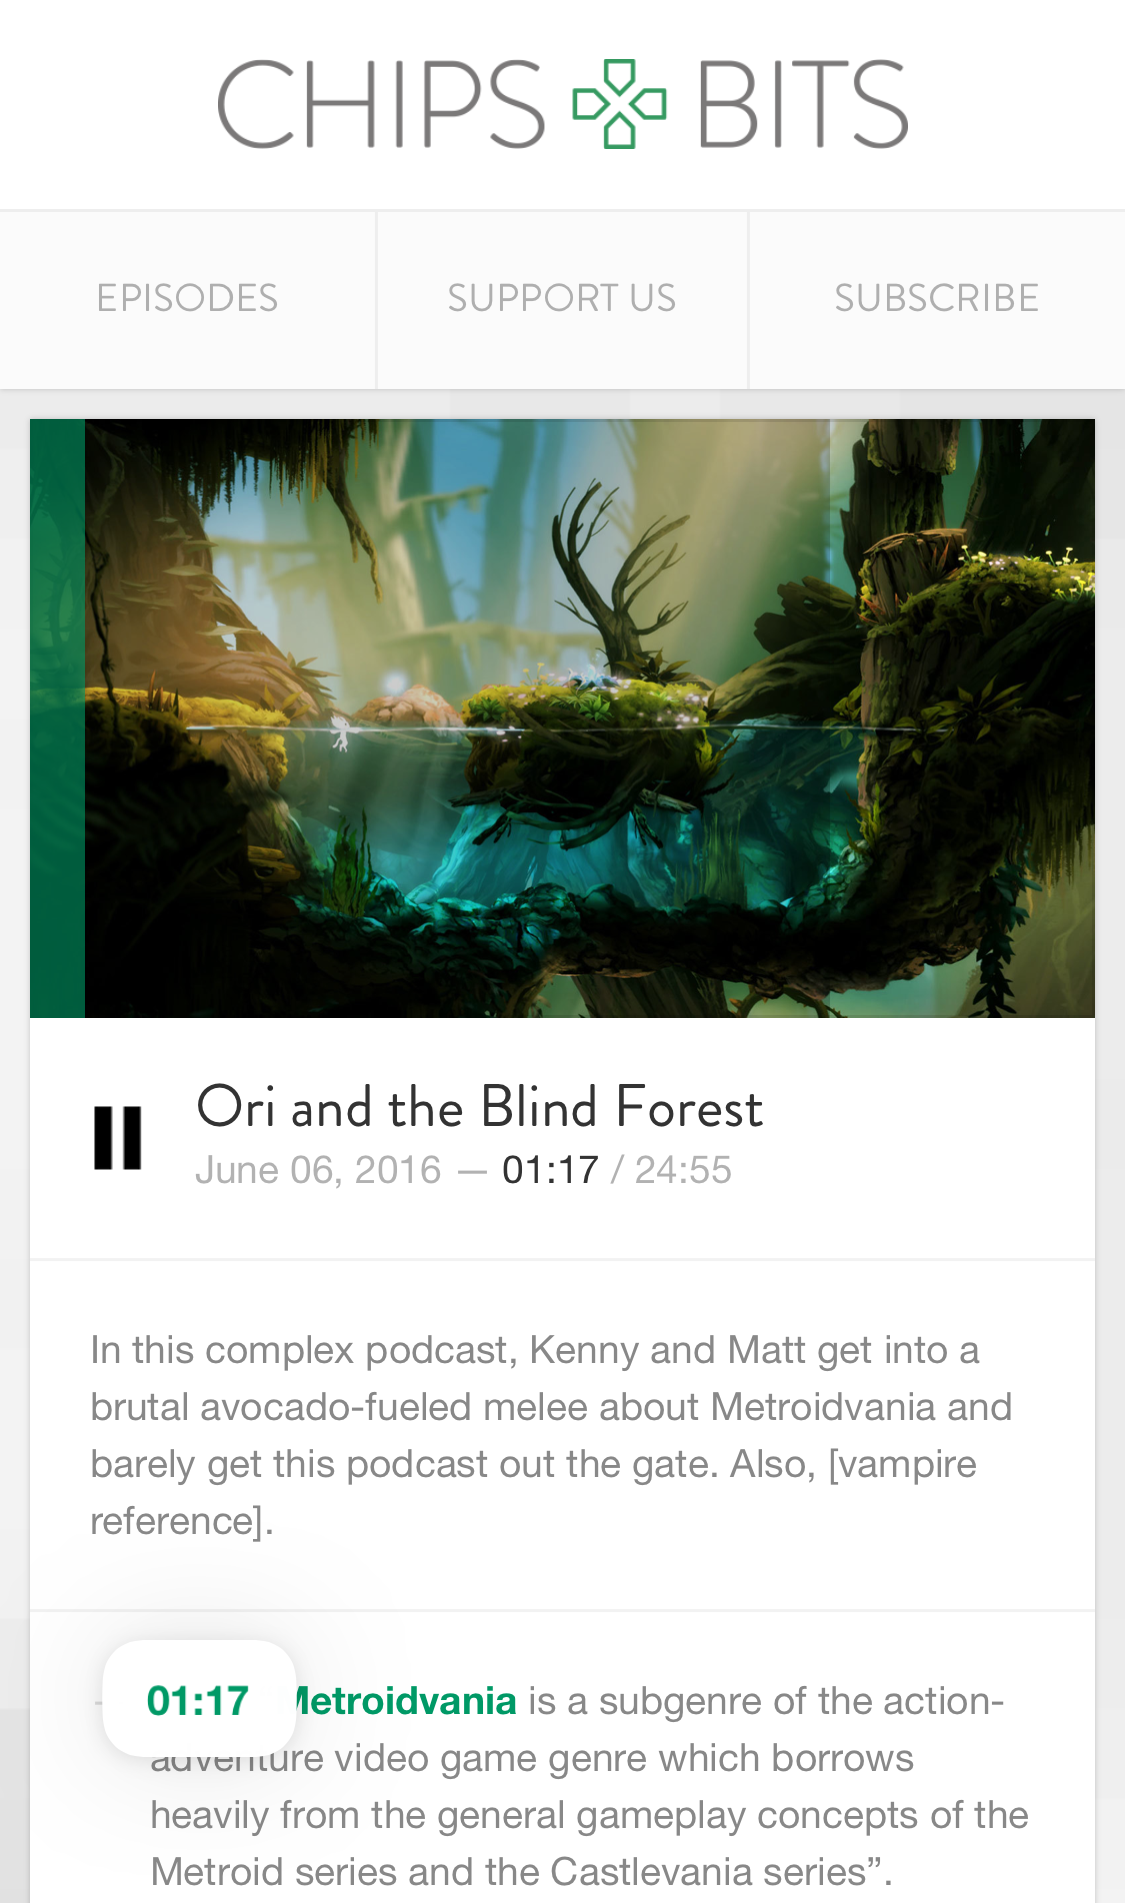 CHIPS BITS
EPISODES
SUPPORT US
SUBSCRIBE
Ori and the Blind Forest
June 06, 2016 — 01:17 / 24:55
In this complex podcast, Kenny and Matt get into a
brutal avocado-fueled melee about Metroidvania and
barely get this podcast out the gate. Also, [vampire
reference].
01:17
Metroidvania is a subgenre of the action-
adventure video game genre which borrows
heavily from the general gameplay concepts of the
Metroid series and the Castlevania series”.